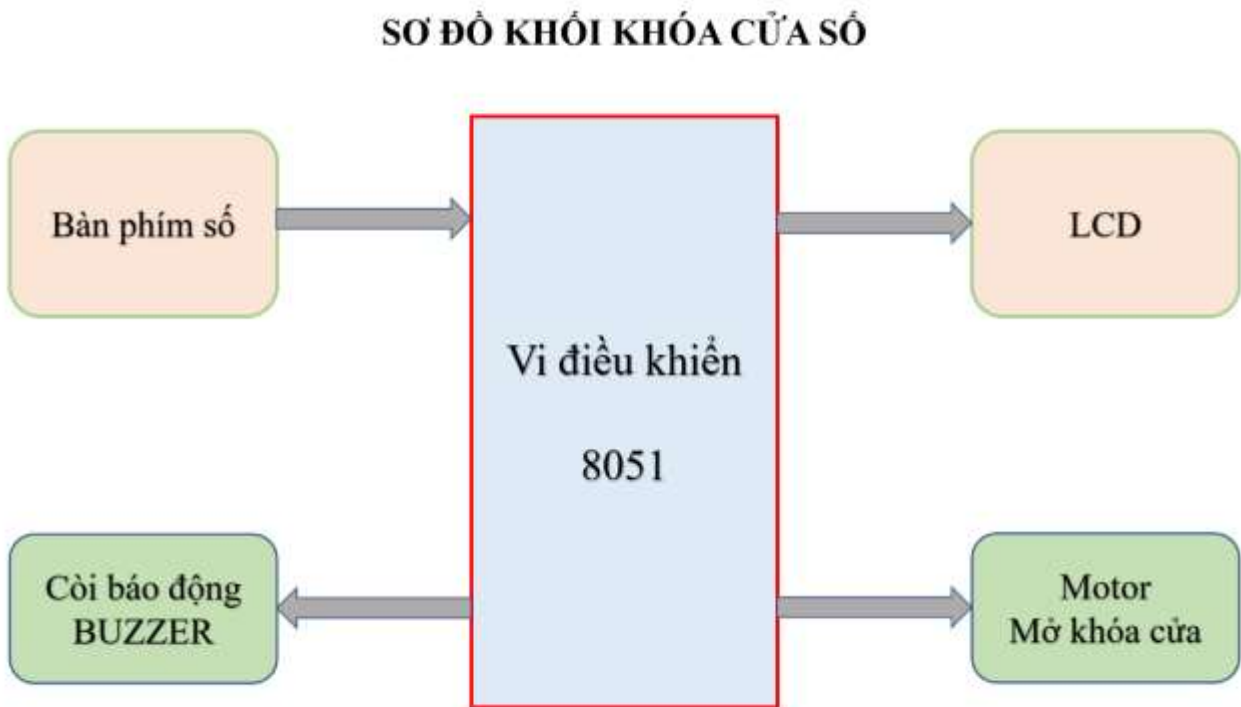 SƠ ĐỒ KHỐI KHÓA CỬA SỐ
Bàn phím số
LCD
Vi điều khiển
8051
Còi báo động
BUZZER
Motor
Mở khóa cửa